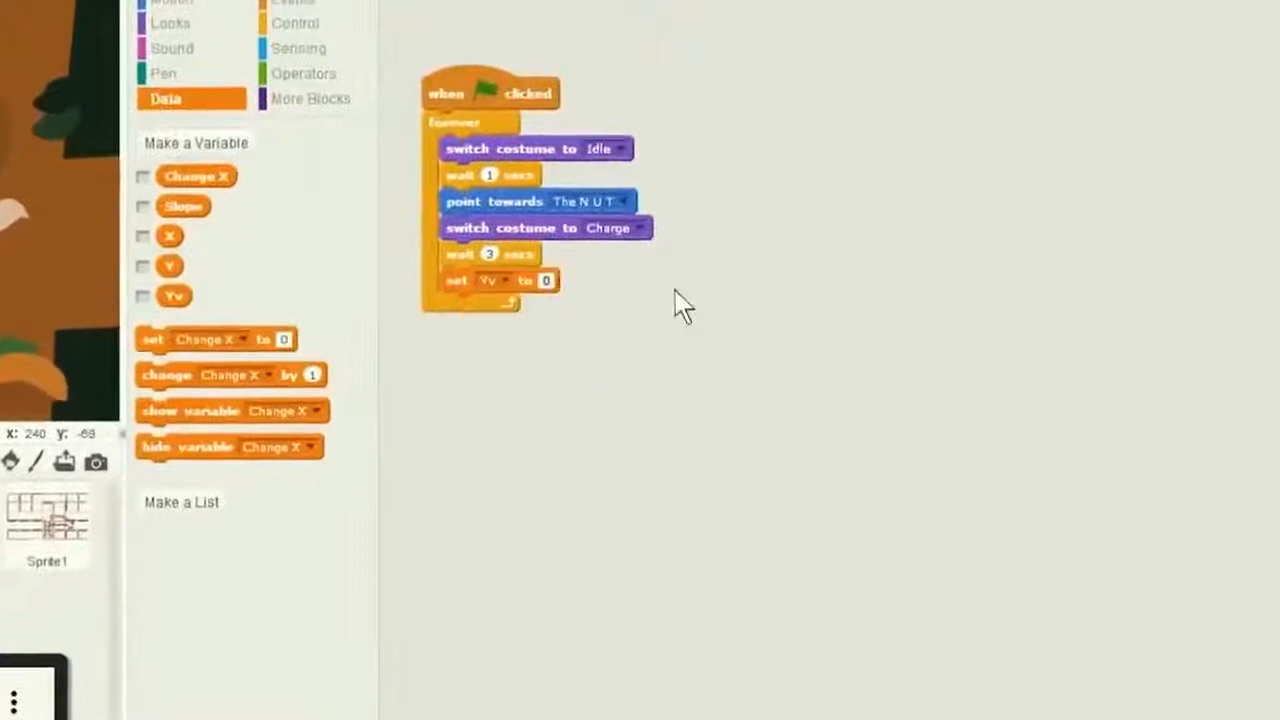 Motion Events
Looks Control
Sound Sensing
Pen Operators
Data More Blocks
Make a Variable
Change X
Slope
X
Y
Yv
set Change X to 0
change Change X by 1
show variable Change X
hide variable Change X
Make a List
x: 240 y: -69
Sprite1
when clicked
forever
switch costume to Idle
wait 1 secs
point towards The N U T
switch costume to Charge
wait 3 secs
set Yv to 0